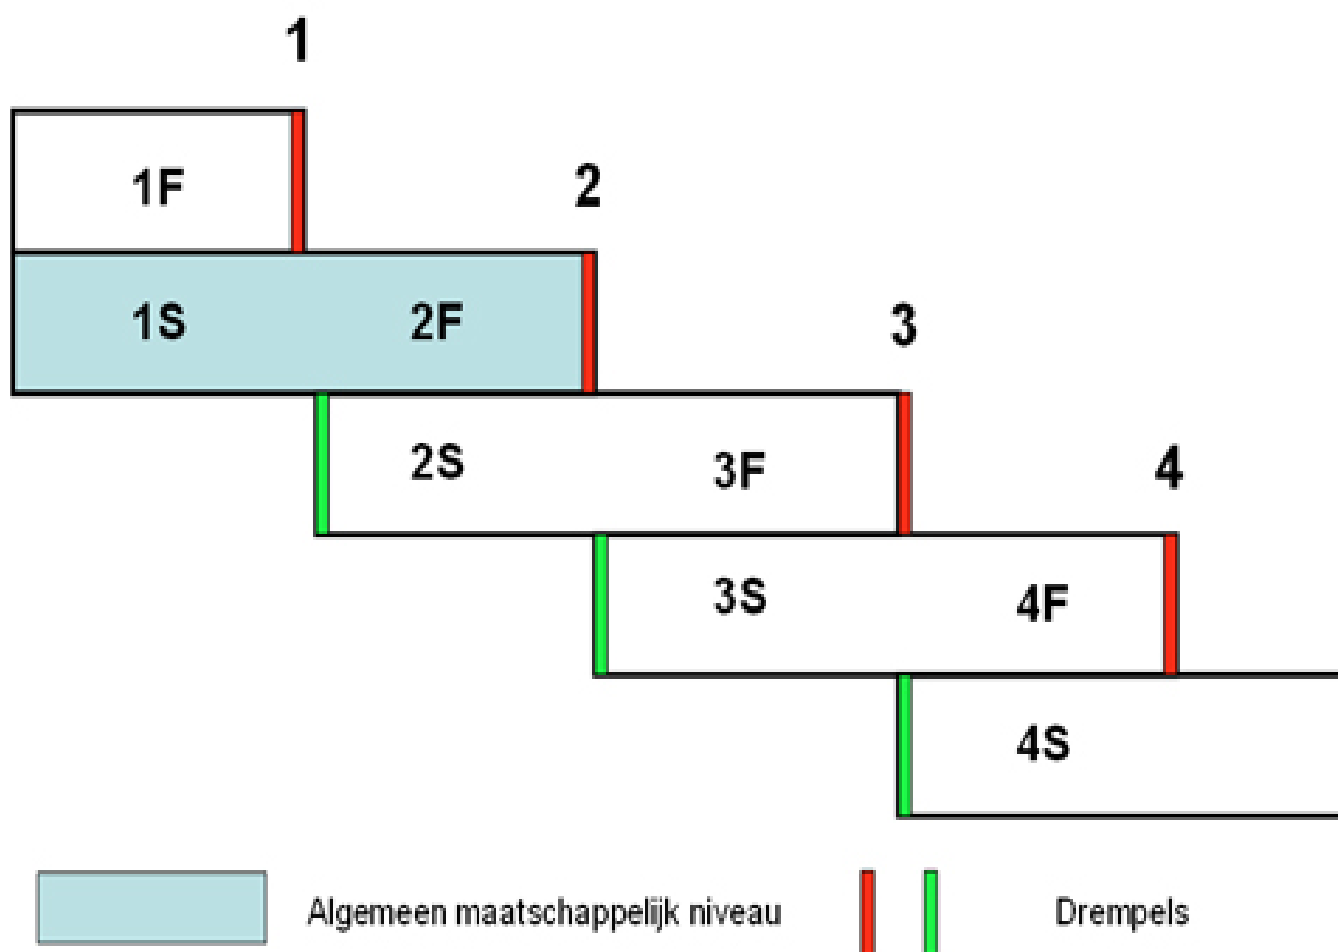 1
1F
2
1S 2F
3
2S 3F
4
3S 4F
4S
Algemeen maatschappelijk niveau
Drempels